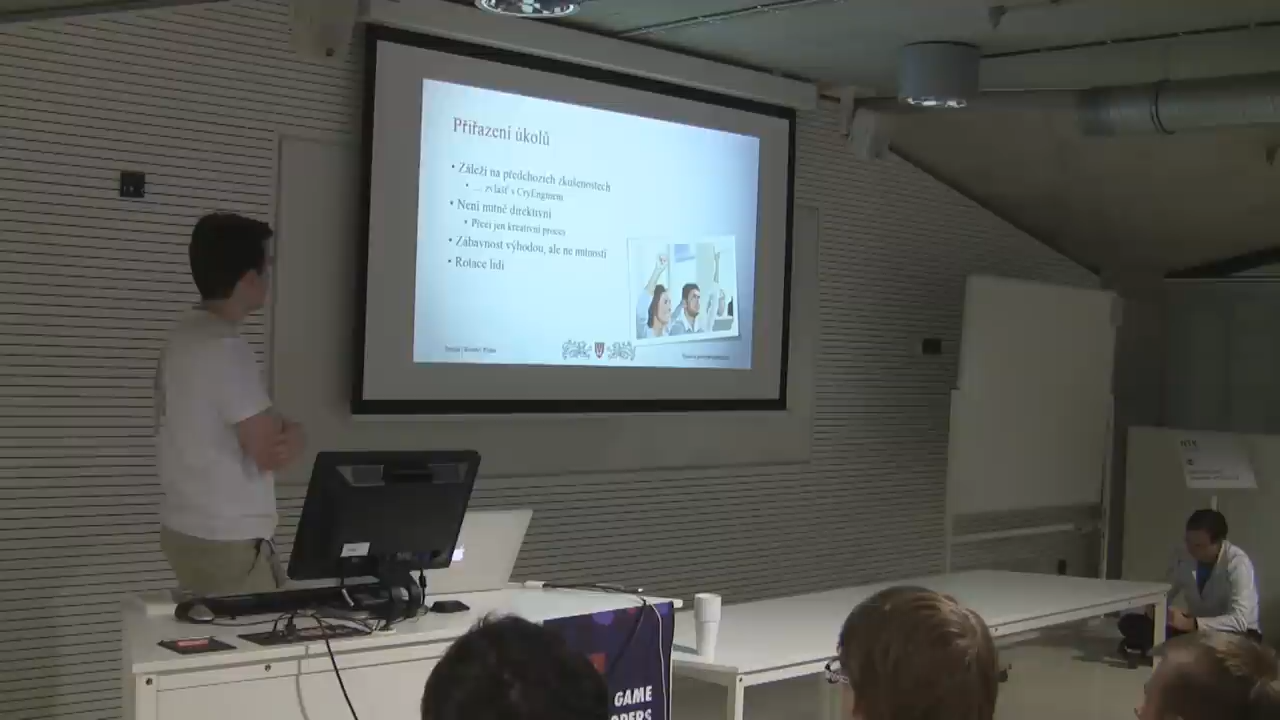 Přiřazení úkolů
• Záleží na předchozích zkušenostech
• … zvlášť s CryEnginem
• Není nutně direktivní
• Přeci jen kreativní proces
• Zábavnost výhodou, ale ne nutností
• Rotace lidí
GAME